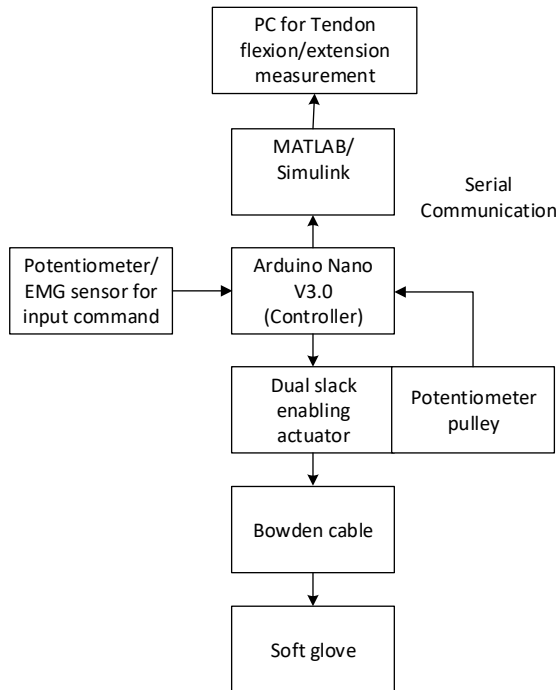 PC for Tendon
flexion/extension
measurement
MATLAB/
Simulink
Serial
Communication
Potentiometer/
EMG sensor for
input command
Arduino Nano
V3.0
(Controller)
Dual slack
enabling
actuator
Potentiometer
pulley
Bowden cable
Soft glove